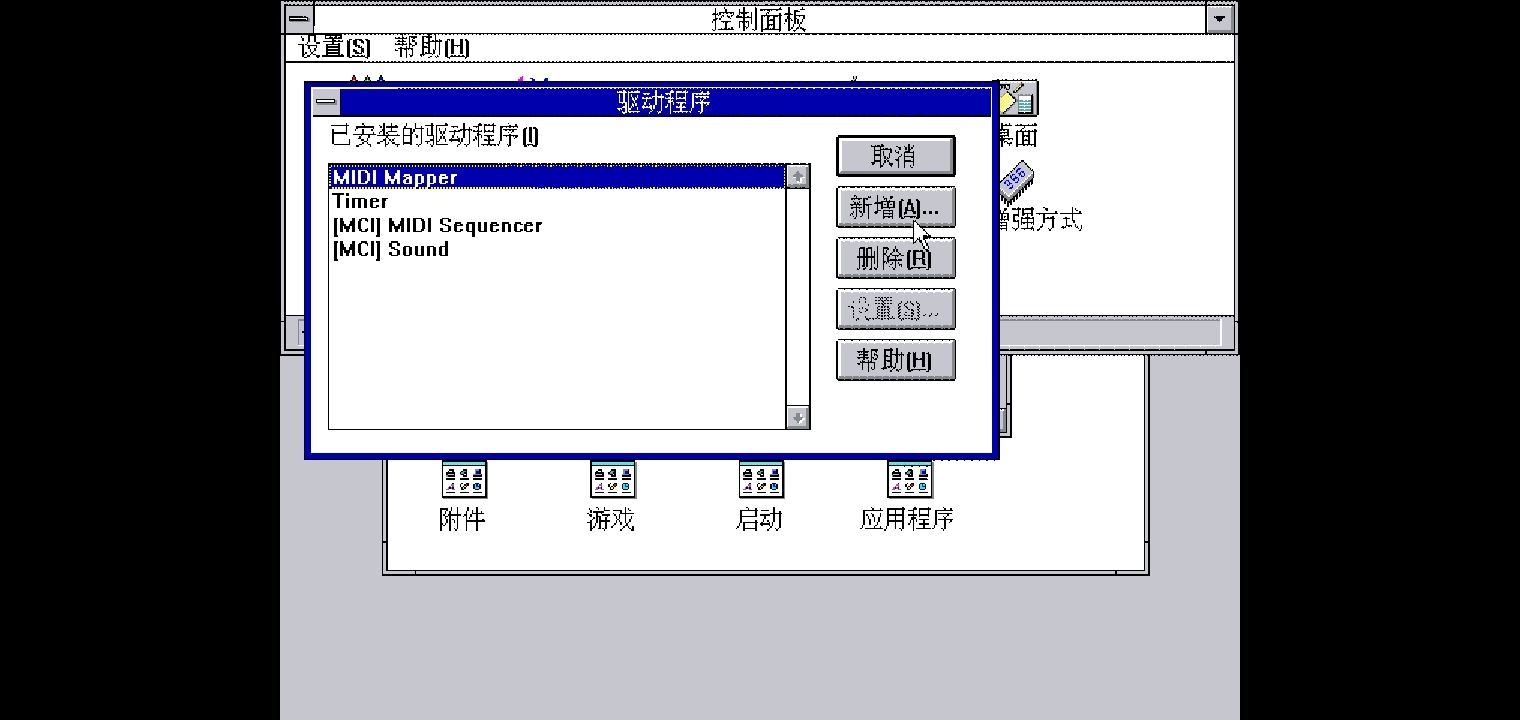 控制面板
设置(S) 帮助(H)
驱动程序
已安装的驱动程序(I)
MIDI Mapper
Timer
[MCI] MIDI Sequencer
[MCI] Sound
取消
新增(A)...
删除(R)
设置(S)...
帮助(H)
桌面
386
增强方式
附件
游戏
启动
应用程序